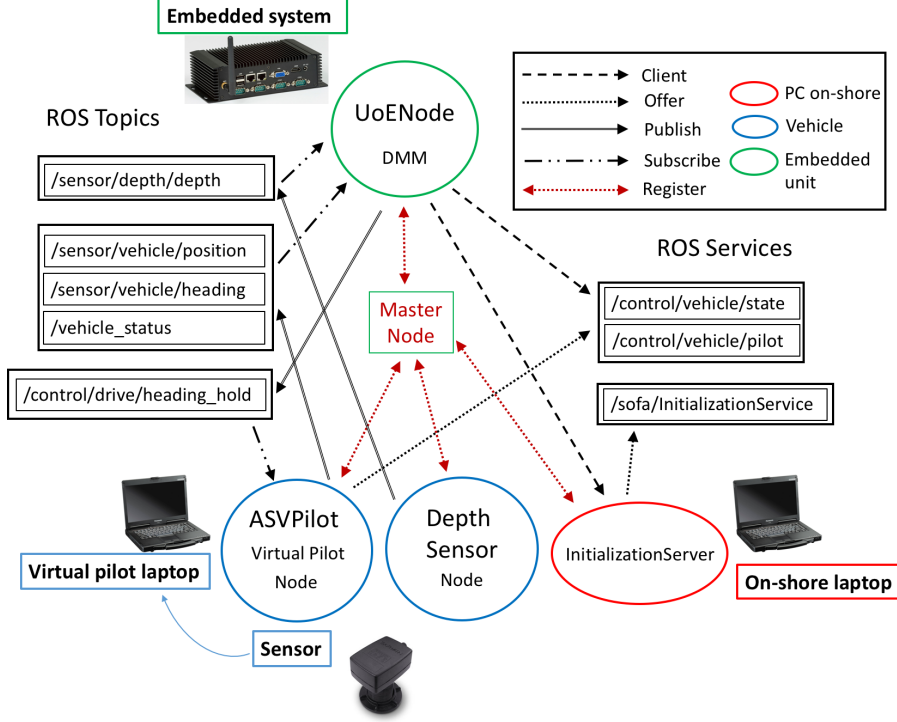 Embedded system
ROS Topics
UoENode
DMM
Client
Offer
Publish
Subscribe
Register
PC on-shore
Vehicle
Embedded
unit
/sensor/depth/depth
/sensor/vehicle/position
/sensor/vehicle/heading
/vehicle_status
/control/drive/heading_hold
Master
Node
ROS Services
/control/vehicle/state
/control/vehicle/pilot
/sofa/InitializationService
ASVPilot
Virtual Pilot
Node
Depth
Sensor
Node
InitializationServer
Virtual pilot laptop
On-shore laptop
Sensor